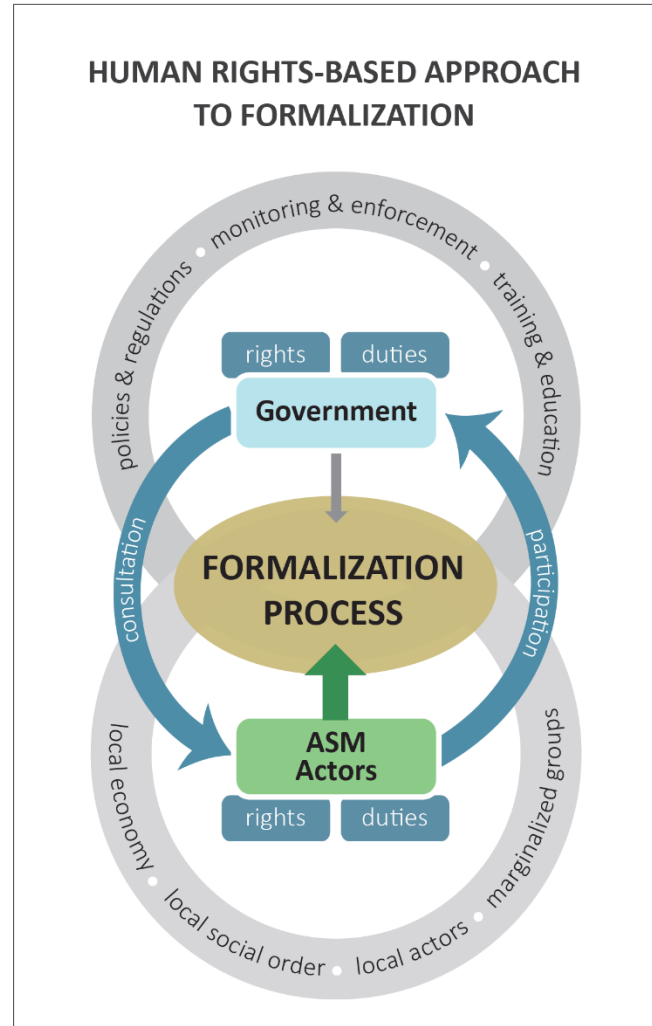 HUMAN RIGHTS-BASED APPROACH
TO FORMALIZATION
policies & regulations • monitoring & enforcement • training & education
rights
duties
Government
consultation
participation
FORMALIZATION
PROCESS
ASM
Actors
rights
duties
local economy • local social order • local actors • marginalized groups